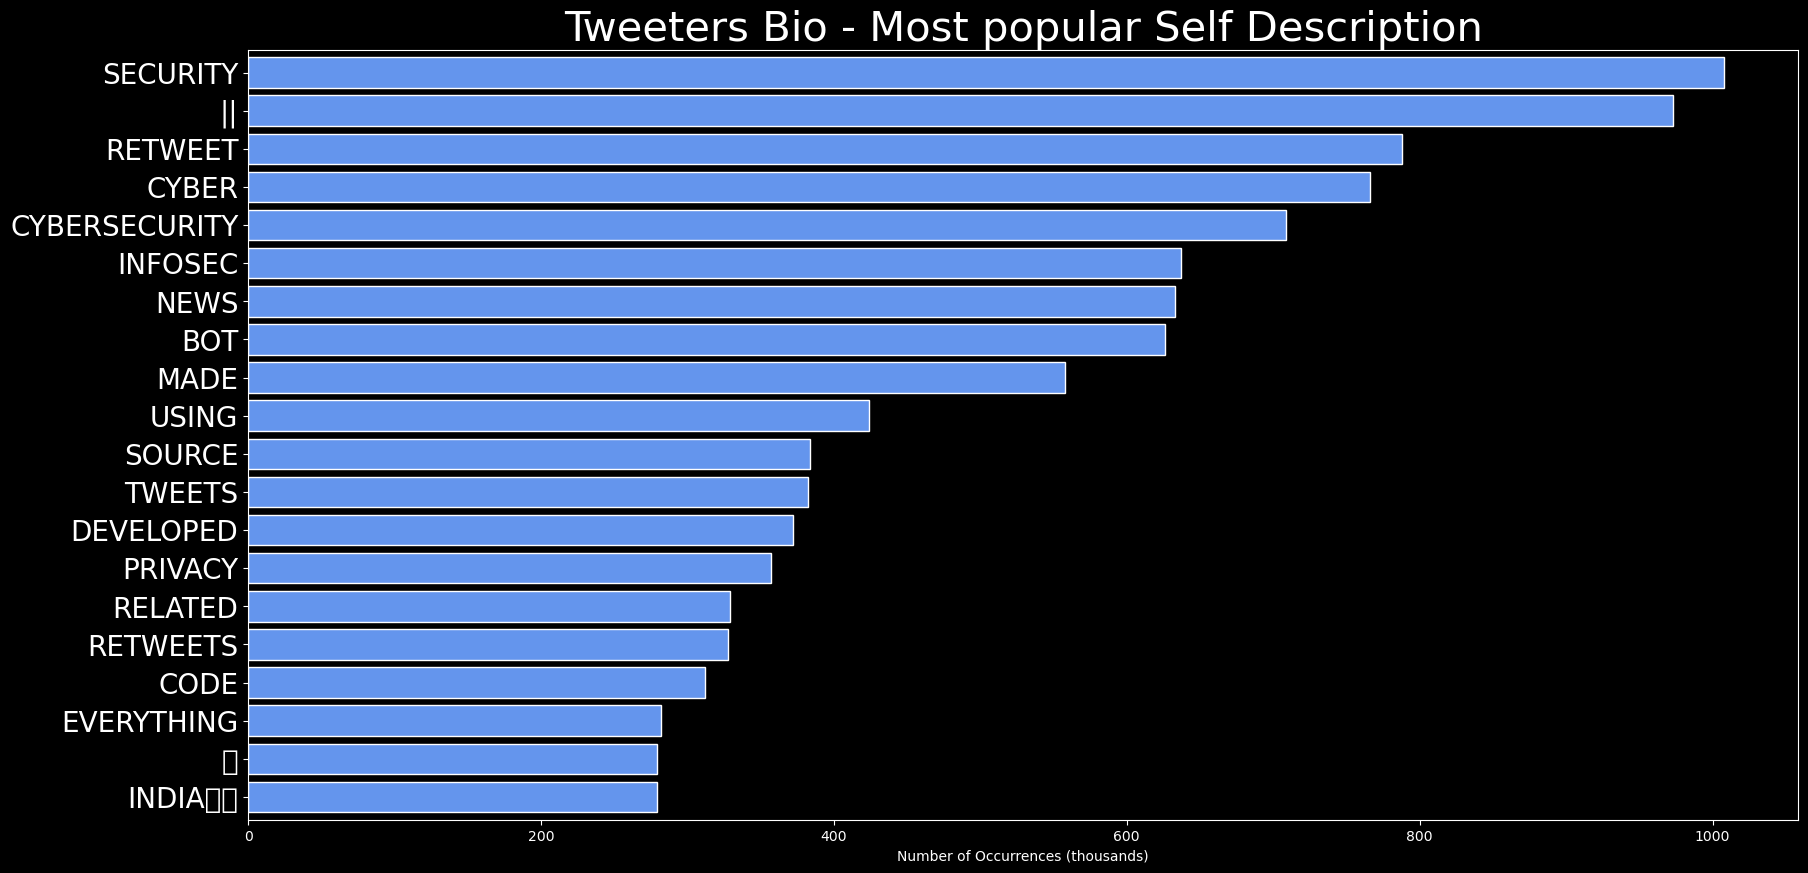 Tweeters Bio - Most popular Self Description
SECURITY
||
RETWEET
CYBER
CYBERSECURITY
INFOSEC
NEWS
BOT
MADE
USING
SOURCE
TWEETS
DEVELOPED
PRIVACY
RELATED
RETWEETS
CODE
EVERYTHING
INDIA
0 200 400 600 800 1000
Number of Occurrences (thousands)